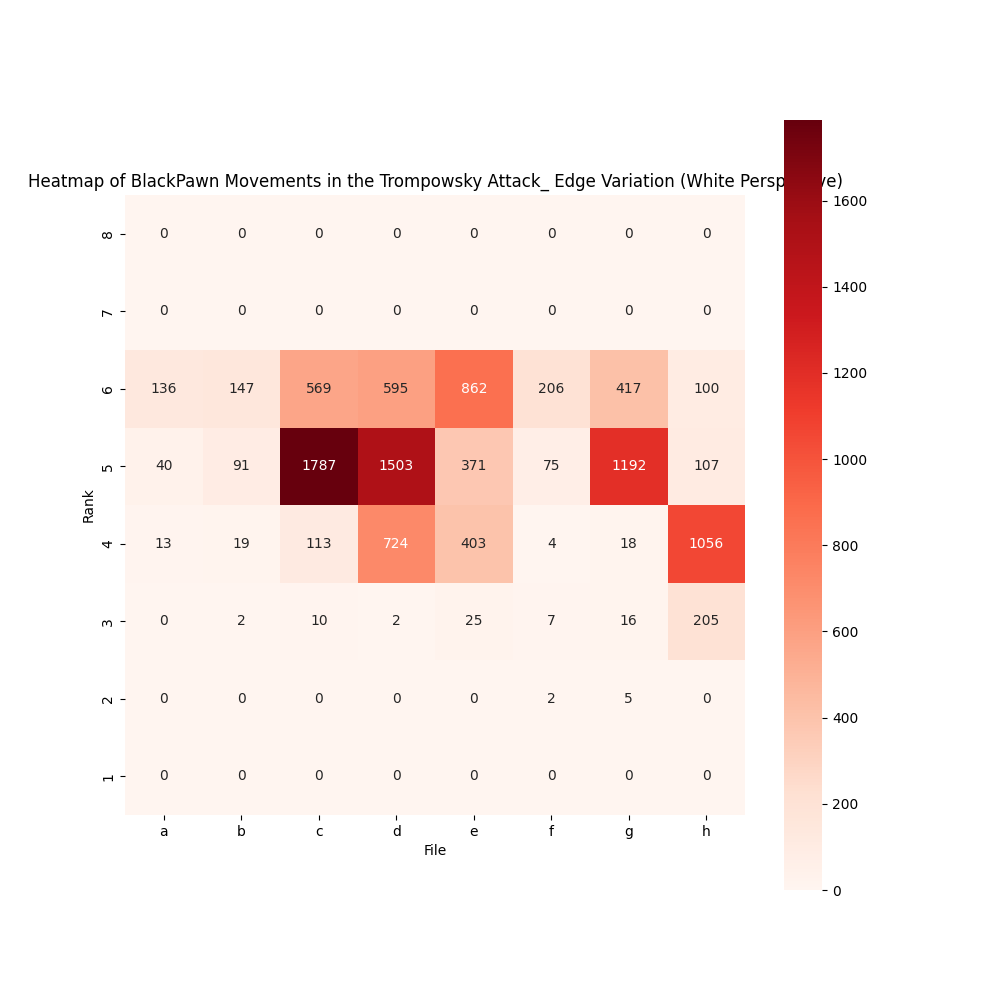 Heatmap of BlackPawn Movements in the Trompowsky Attack_ Edge Variation (White Perspective)
1600
1400
1200
1000
800
600
400
200
0
8 0 0 0 0 0 0 0 0
7 0 0 0 0 0 0 0 0
6 136 147 569 595 862 206 417 100
5 40 91 1787 1503 371 75 1192 107
4 13 19 113 724 403 4 18 1056
3 0 2 10 2 25 7 16 205
2 0 0 0 0 0 2 5 0
1 0 0 0 0 0 0 0 0
a b c d e f g h
Rank
File